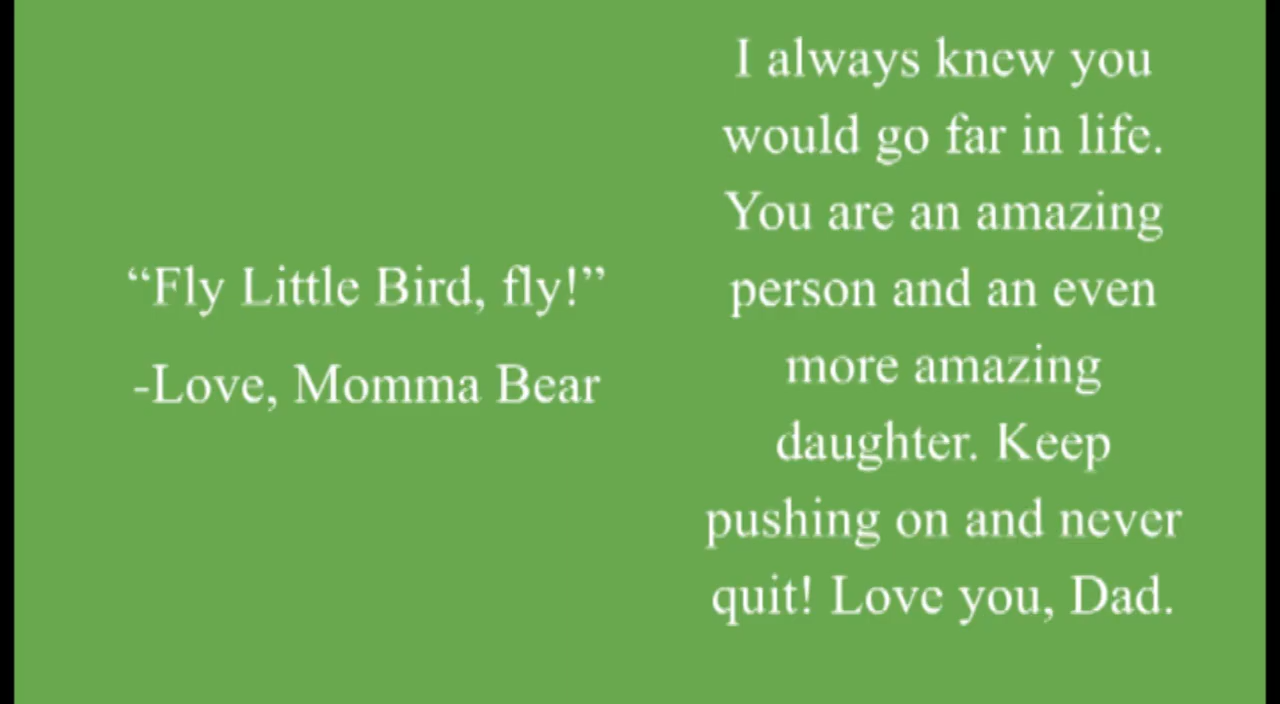 “Fly Little Bird, fly!”
-Love, Momma Bear
I always knew you
would go far in life.
You are an amazing
person and an even
more amazing
daughter. Keep
pushing on and never
quit! Love you, Dad.